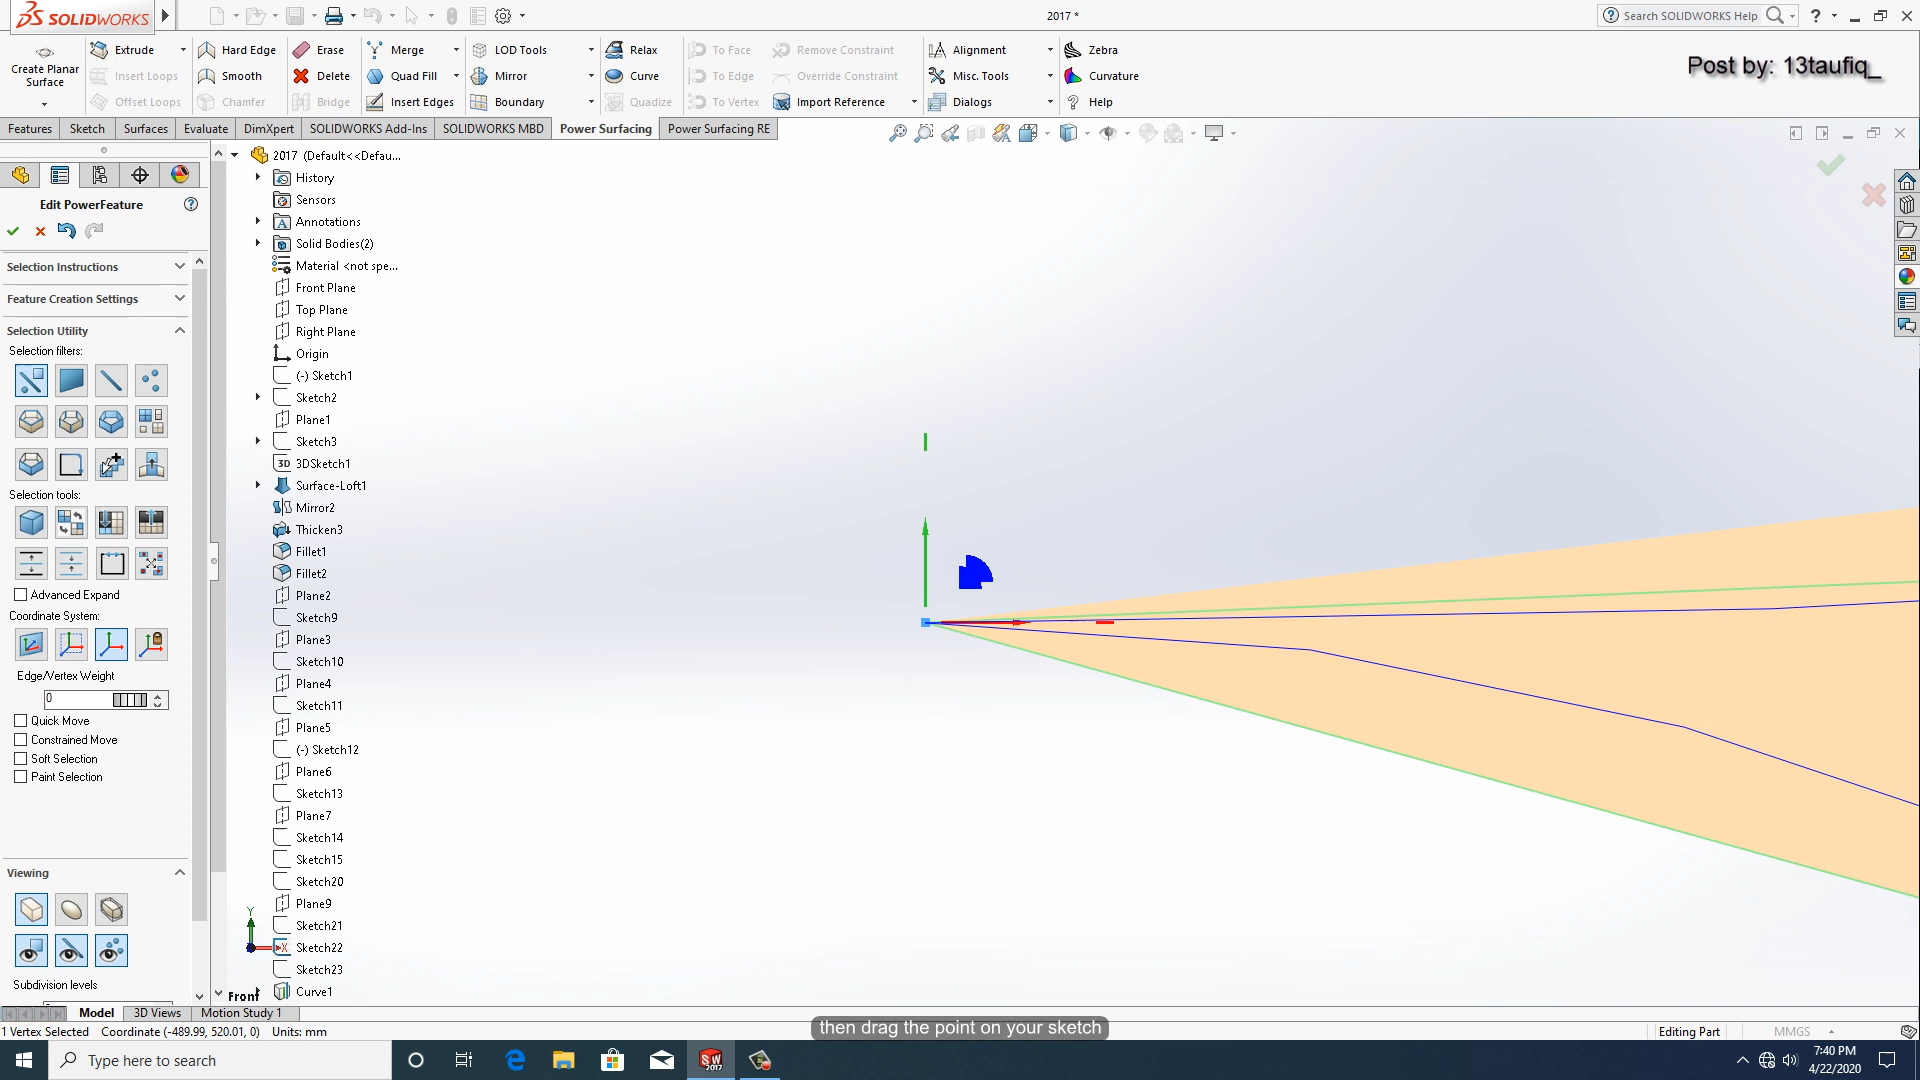 SOLIDWORKS
2017 *
Search SOLIDWORKS Help
Create Planar Surface
Extrude
Insert Loops
Offset Loops
Hard Edge
Smooth
Chamfer
Erase
Delete
Bridge
Merge
Quad Fill
Insert Edges
LOD Tools
Mirror
Boundary
Relax
Curve
Quadize
To Face
To Edge
To Vertex
Remove Constraint
Override Constraint
Import Reference
Alignment
Misc. Tools
Dialogs
Zebra
Curvature
Help
Post by: 13taufiq_
Features
Sketch
Surfaces
Evaluate
DimXpert
SOLIDWORKS Add-Ins
SOLIDWORKS MBD
Power Surfacing
Power Surfacing RE
Edit PowerFeature
Selection Instructions
Feature Creation Settings
Selection Utility
Selection filters:
Selection tools:
Advanced Expand
Coordinate System:
Edge/Vertex Weight
0
Quick Move
Constrained Move
Soft Selection
Paint Selection
Viewing
Subdivision levels
2017 (Default<<Defau...
History
Sensors
Annotations
Solid Bodies(2)
Material <not spe...
Front Plane
Top Plane
Right Plane
Origin
(-) Sketch1
Sketch2
Plane1
Sketch3
3D 3DSketch1
Surface-Loft1
Mirror2
Thicken3
Fillet1
Fillet2
Plane2
Sketch9
Plane3
Sketch10
Plane4
Sketch11
Plane5
(-) Sketch12
Plane6
Sketch13
Plane7
Sketch14
Sketch15
Sketch20
Plane9
Sketch21
Sketch22
Sketch23
Curve1
Y
X
Front
Model
3D Views
Motion Study 1
1 Vertex Selected Coordinate (-489.99, 520.01, 0) Units: mm
then drag the point on your sketch
Editing Part
MMGS
Type here to search
SW
2017
7:40 PM
4/22/2020